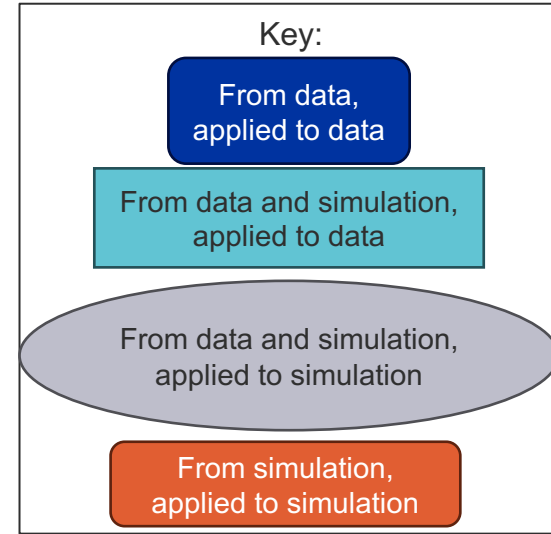 Key:
From data,
applied to data
From data and simulation,
applied to data
From data and simulation,
applied to simulation
From simulation,
applied to simulation